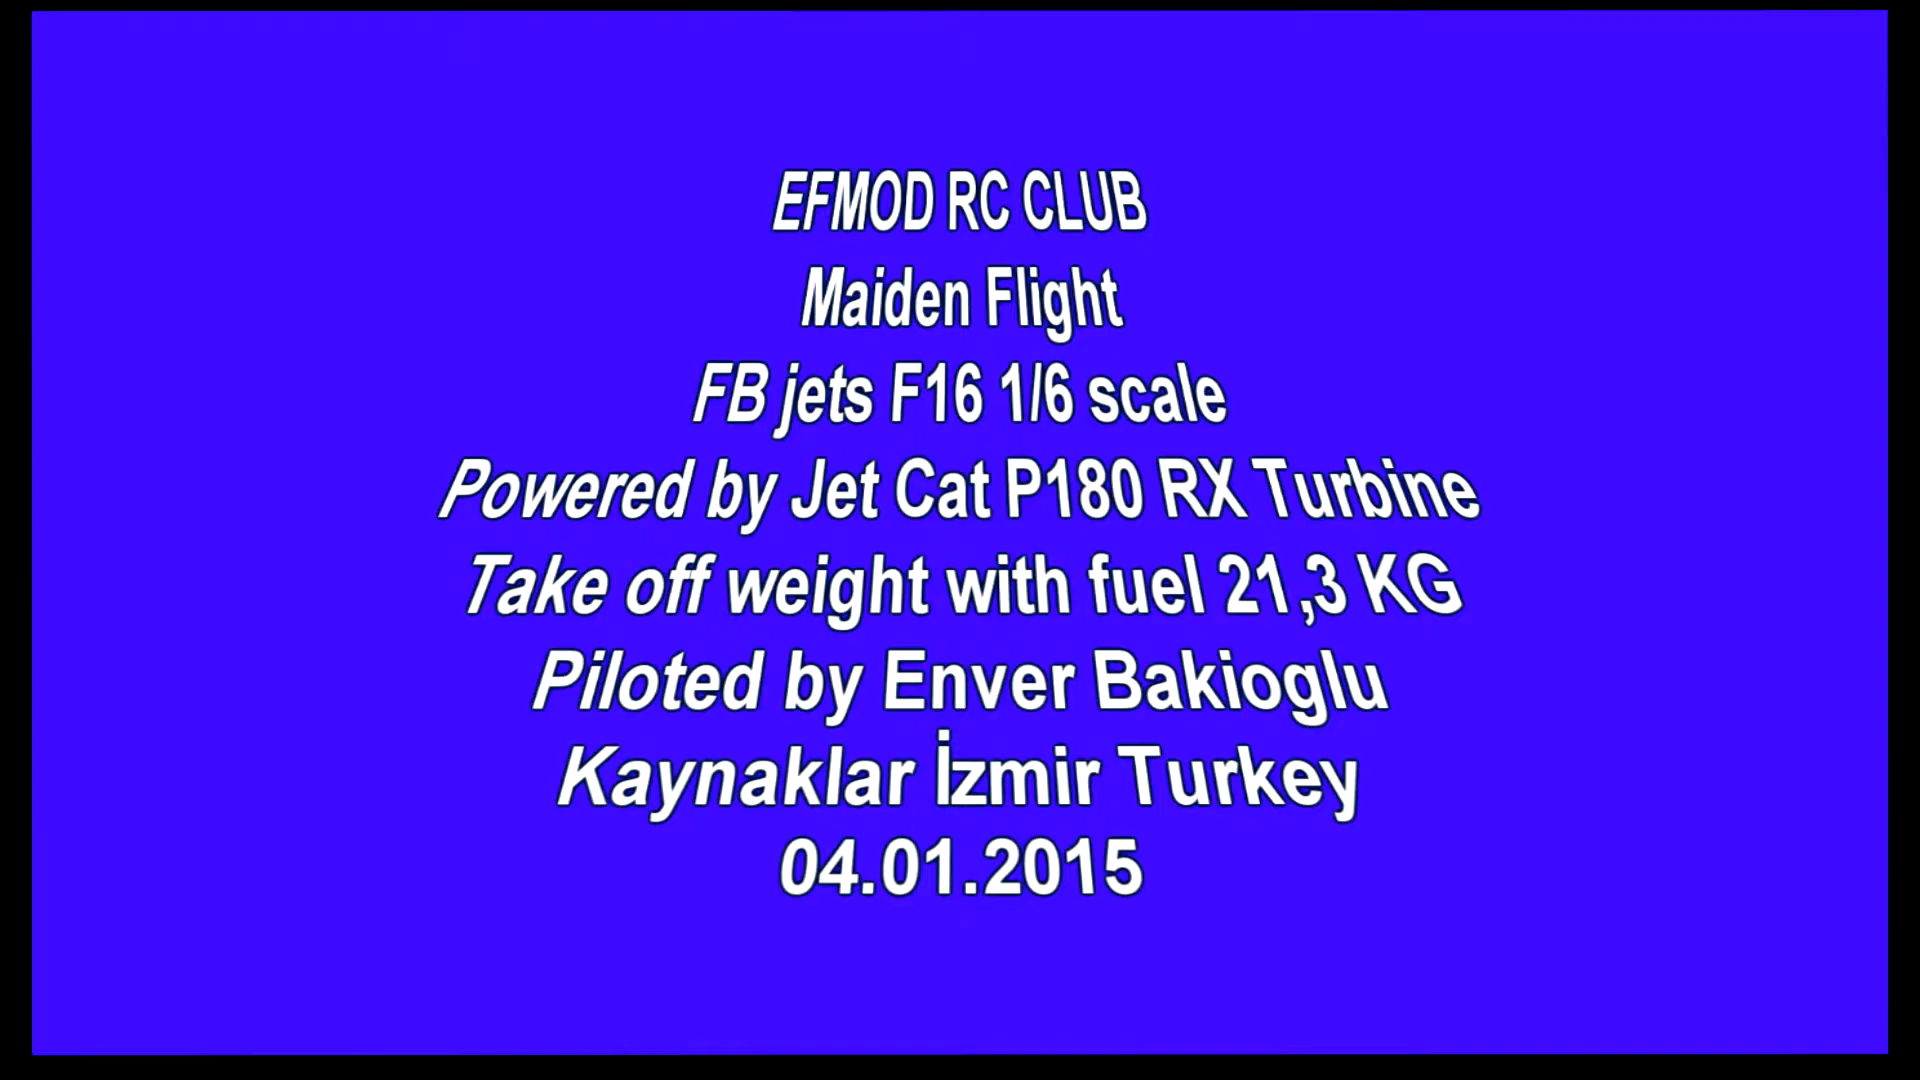 EFMOD RC CLUB
Maiden Flight
FB jets F16 1/6 scale
Powered by Jet Cat P180 RX Turbine
Take off weight with fuel 21,3 KG
Piloted by Enver Bakioglu
Kaynaklar İzmir Turkey
04.01.2015